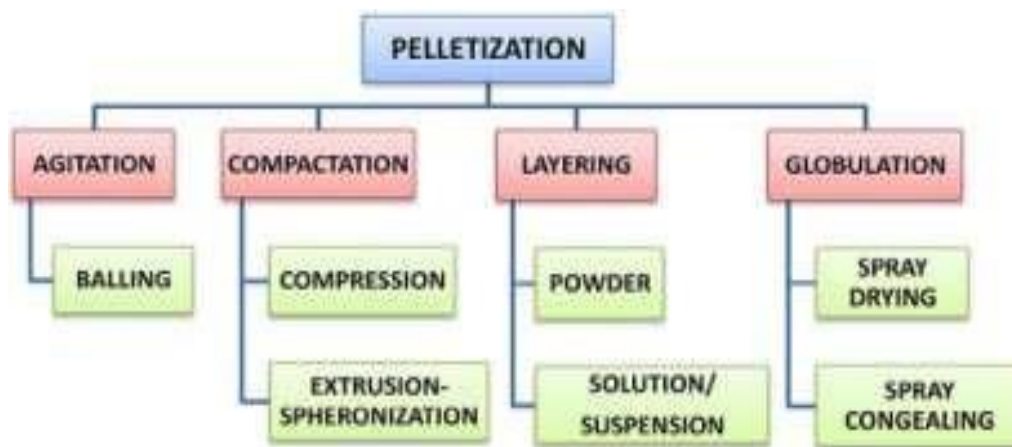 PELLETIZATION
AGITATION
COMPACTATION
LAYERING
GLOBULATION
BALLING
COMPRESSION
POWDER
SPRAY
DRYING
EXTRUSION-
SPHERONIZATION
SOLUTION/
SUSPENSION
SPRAY
CONGEALING